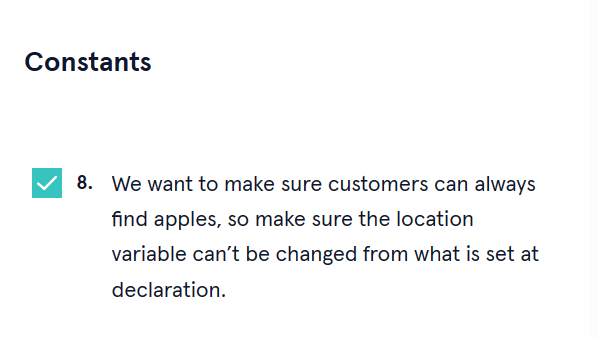 Constants
8. We want to make sure customers can always
find apples, so make sure the location
variable can’t be changed from what is set at
declaration.